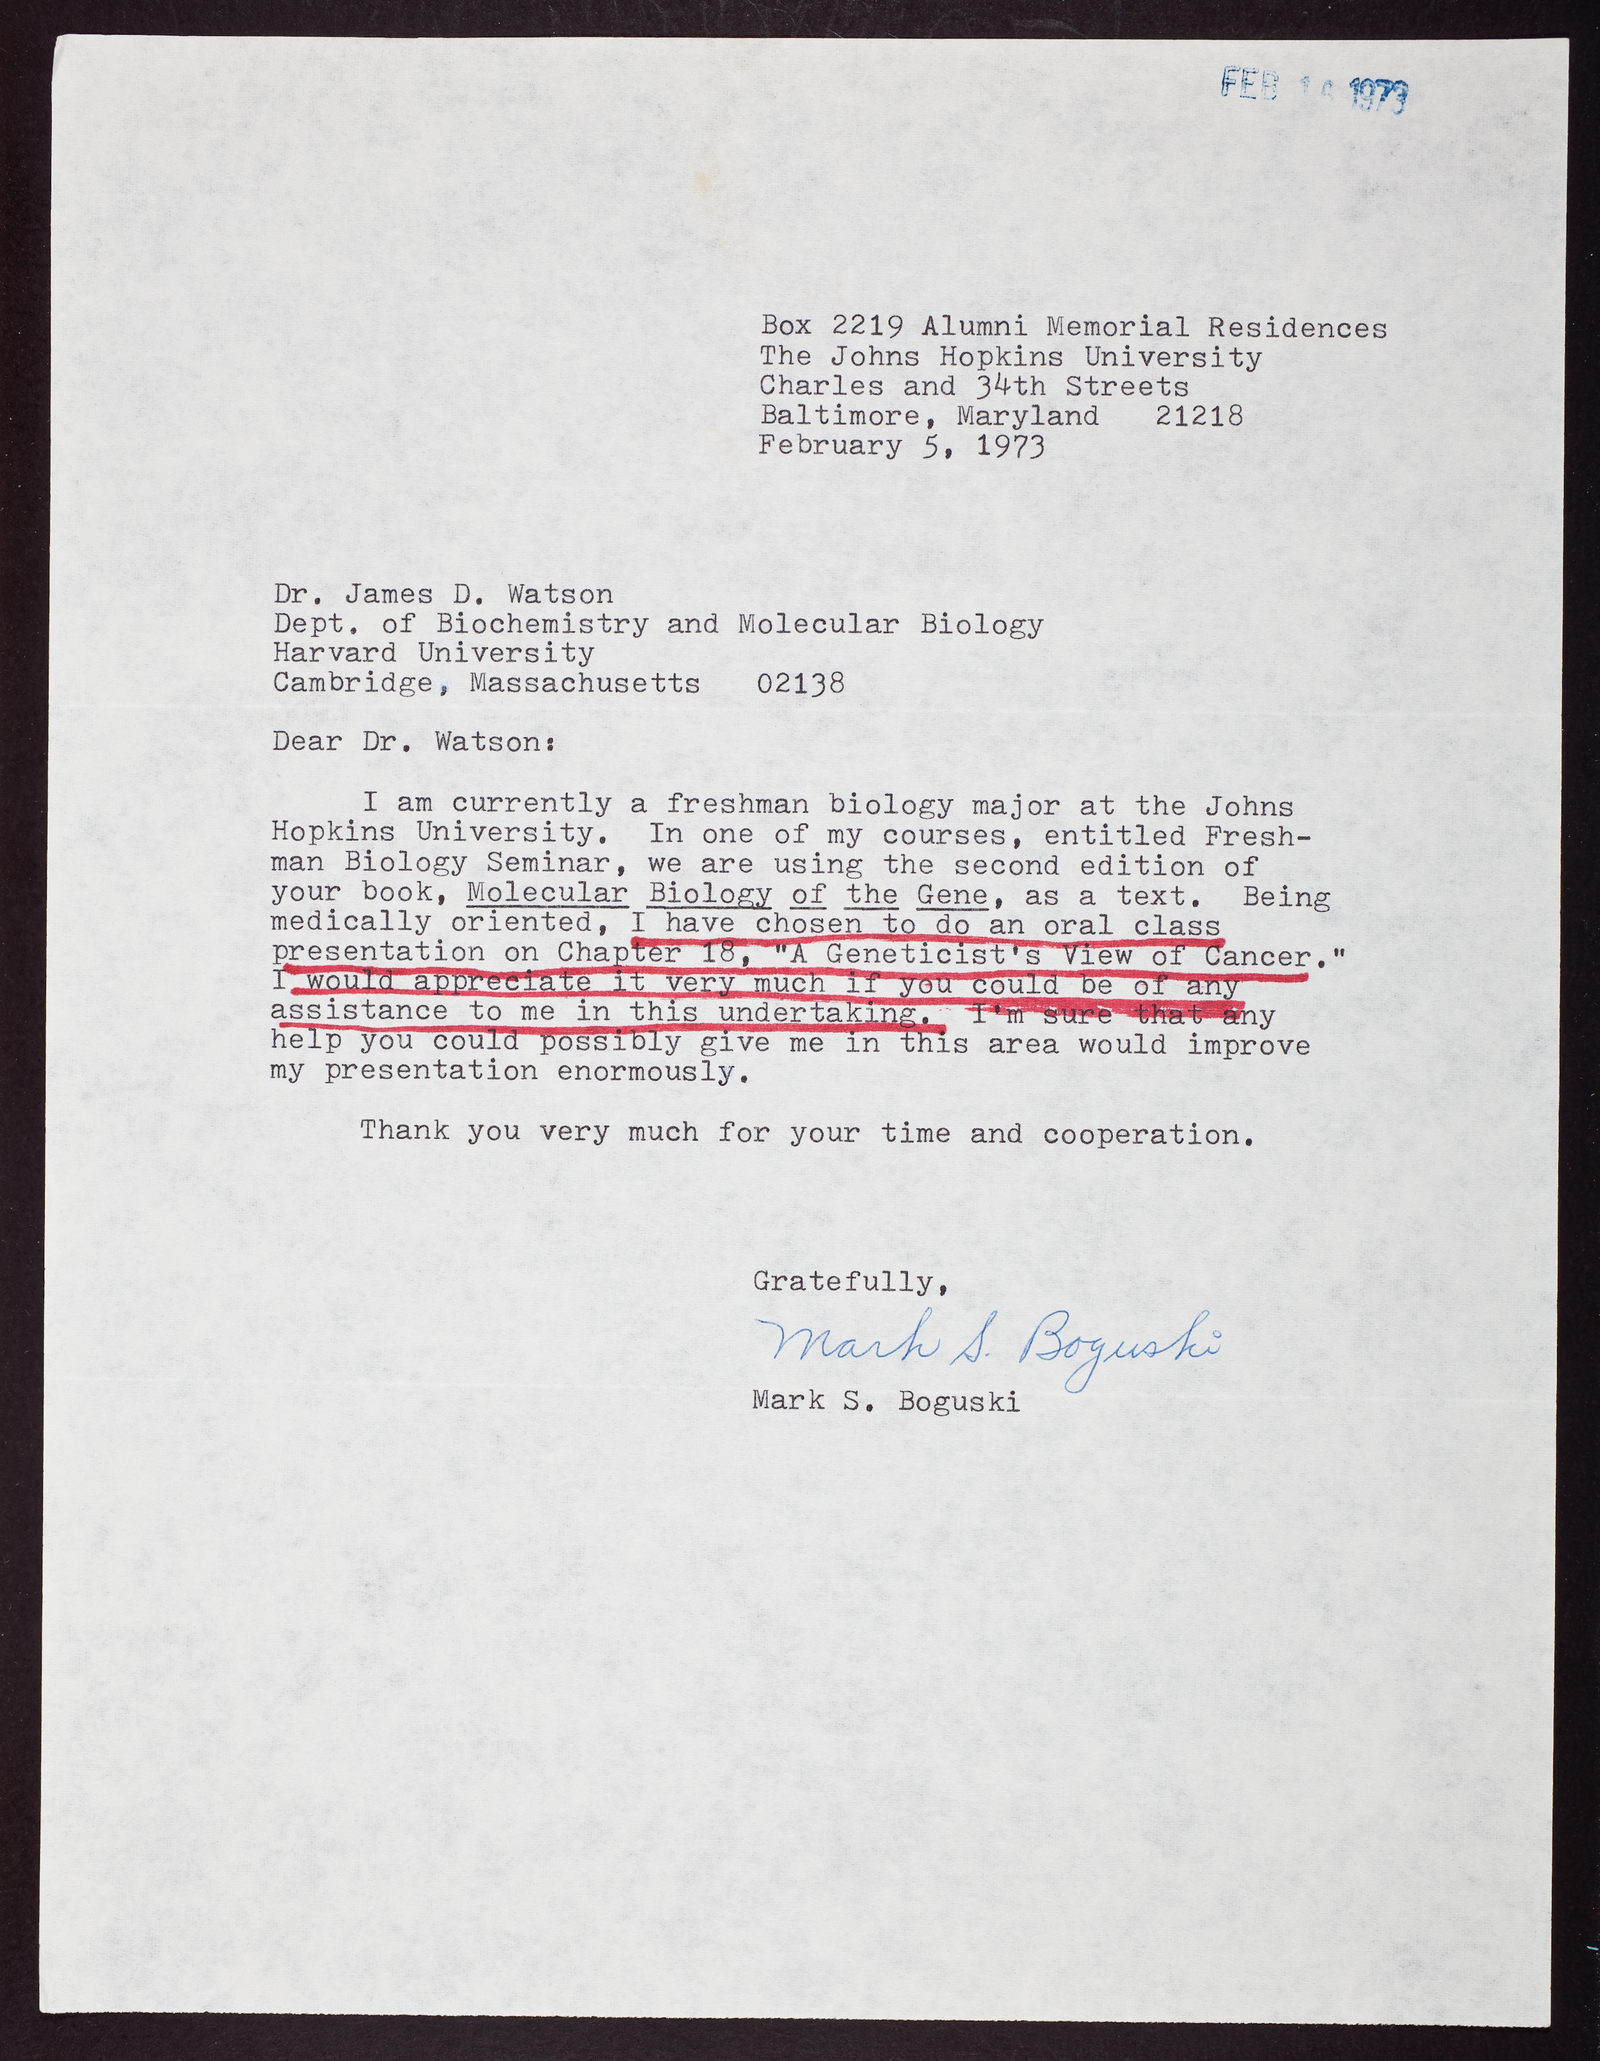 FEB 1973
Box 2219 Alumni Memorial Residences
The Johns Hopkins University
Charles and 34th Streets
Baltimore, Maryland   21218
February 5, 1973
Dr. James D. Watson
Dept. of Biochemistry and Molecular Biology
Harvard University
Cambridge, Massachusetts   02138
Dear Dr. Watson:
I am currently a freshman biology major at the Johns
Hopkins University.  In one of my courses, entitled Fresh-
man Biology Seminar, we are using the second edition of
your book, Molecular Biology of the Gene, as a text.  Being
medically oriented, I have chosen to do an oral class
presentation on Chapter 18, "A Geneticist's View of Cancer."
I would appreciate it very much if you could be of any
assistance to me in this undertaking.  I'm sure that any
help you could possibly give me in this area would improve
my presentation enormously.
Thank you very much for your time and cooperation.
Gratefully,
Mark S. Boguski
Mark S. Boguski